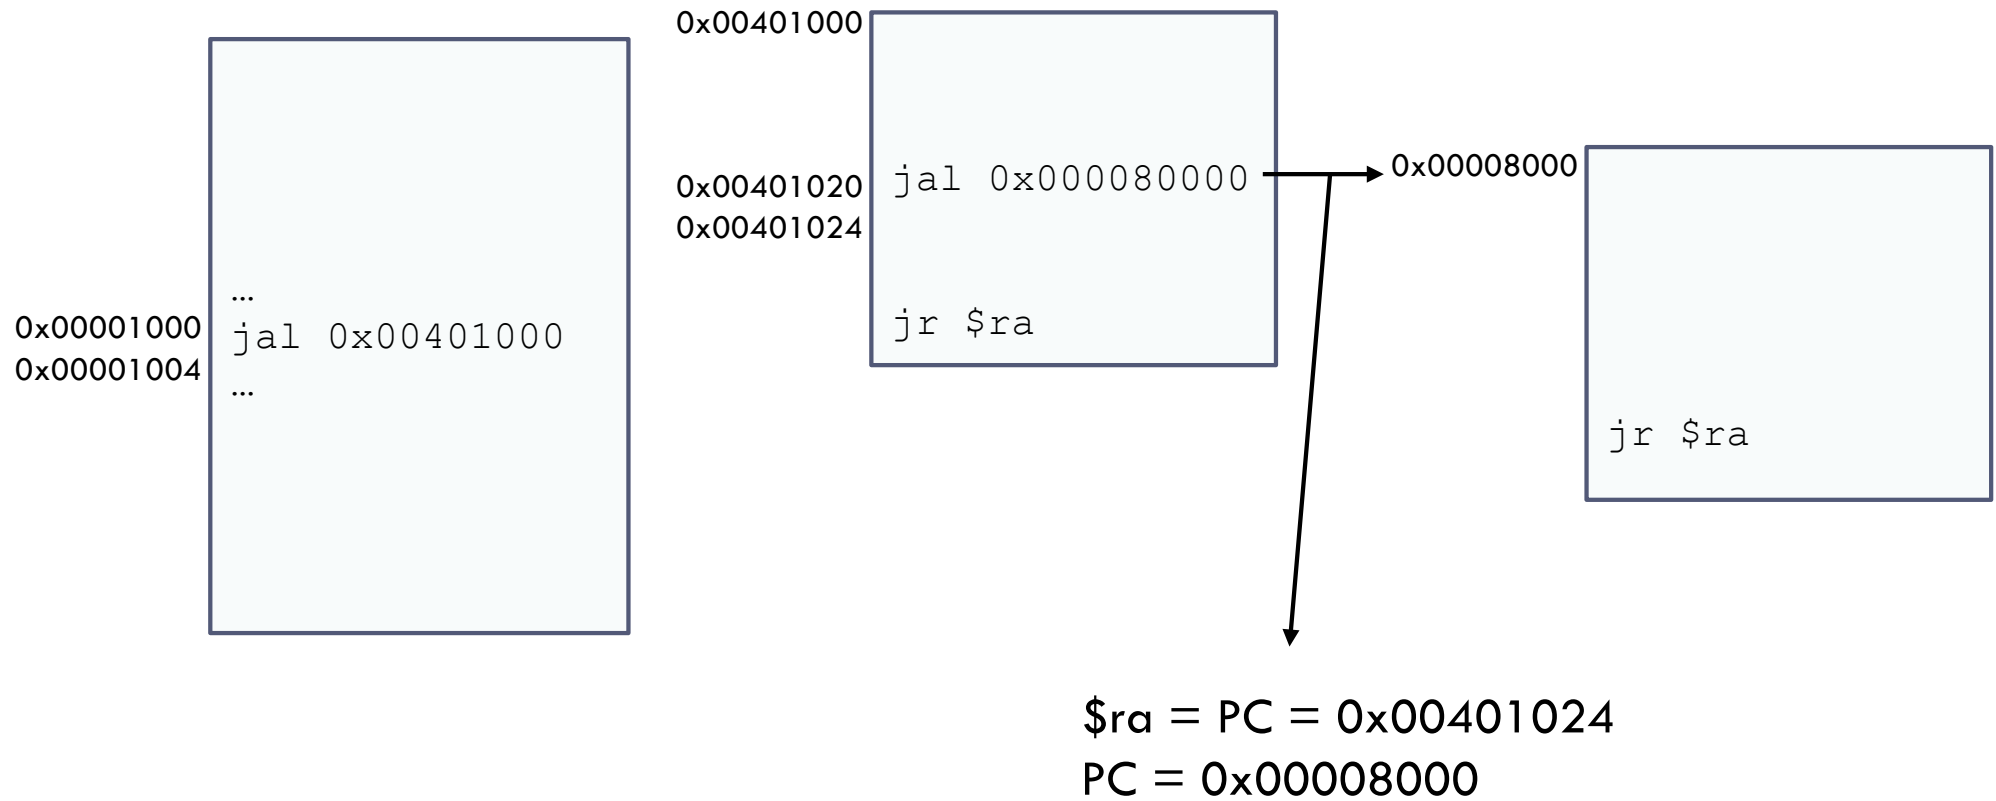 0x00001000
0x00001004
…
jal 0x00401000
…
0x00401000
0x00401020
0x00401024
jal 0x000080000
jr $ra
0x00008000
jr $ra
$ra = PC = 0x00401024
PC = 0x00008000